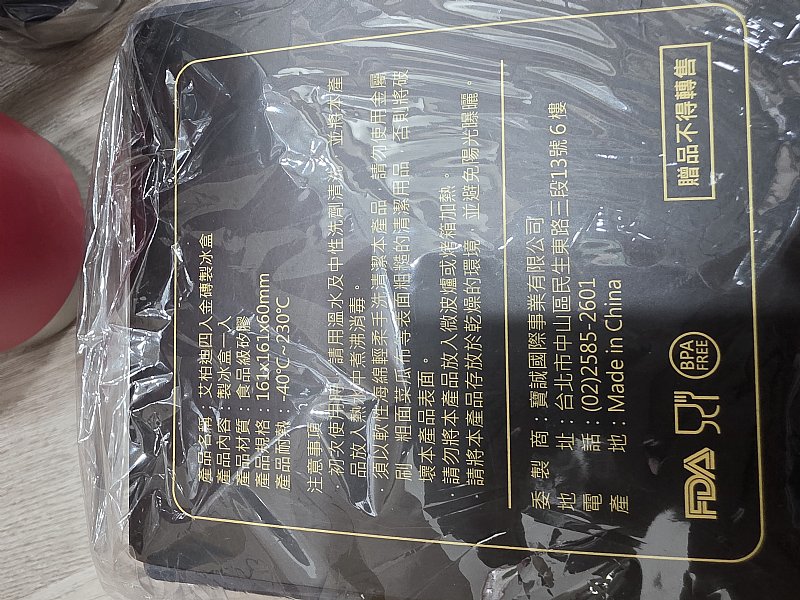 產品名稱：艾柏迪四入金磚製冰盒
產品內容：製冰盒一入
產品材質：食品級矽膠
產品規格：161x161x60mm
產品耐熱：-40°C~230°C
注意事項
．初次使用時，請用溫水及中性洗劑清洗，並將本產
品放入熱水中煮沸消毒。
．須以軟性海綿輕柔手洗清潔本產品，請勿使用金屬
刷、粗面菜瓜布等表面粗糙的清潔用品，否則將破
壞本產品表面。
．請勿將本產品放入微波爐或烤箱加熱。
．請將本產品存放於乾燥的環境，並避免陽光曝曬。
委製商：寶誠國際事業有限公司
地址：台北市中山區民生東路三段13號6樓
電話：(02)2585-2601
產地：Made in China
FDA
BPA FREE
贈品不得轉售